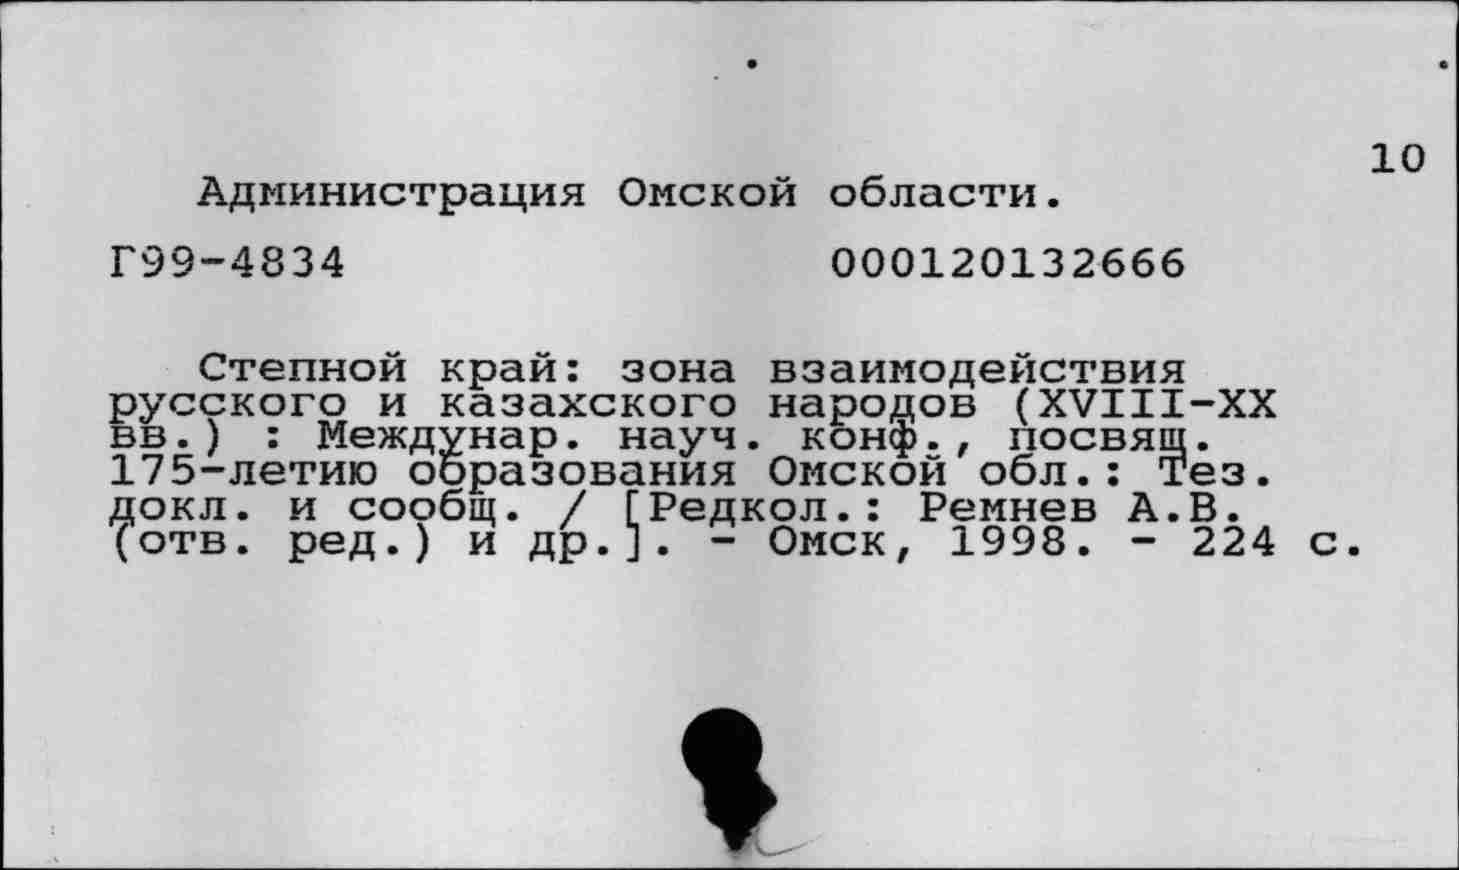 10
Администрация Омской области.
Г99-4834 000120132666
Степной край: зона взаимодействия
русского и казахского народов (XVIII-XX
вв.) : Междунар. науч. конф., посвящ.
175-летию образования Омской обл.: Тез.
докл. и сообщ. / [Редкол.: Ремнев А.В.
(отв. ред.) и др.]. - Омск, 1998. - 224 с.